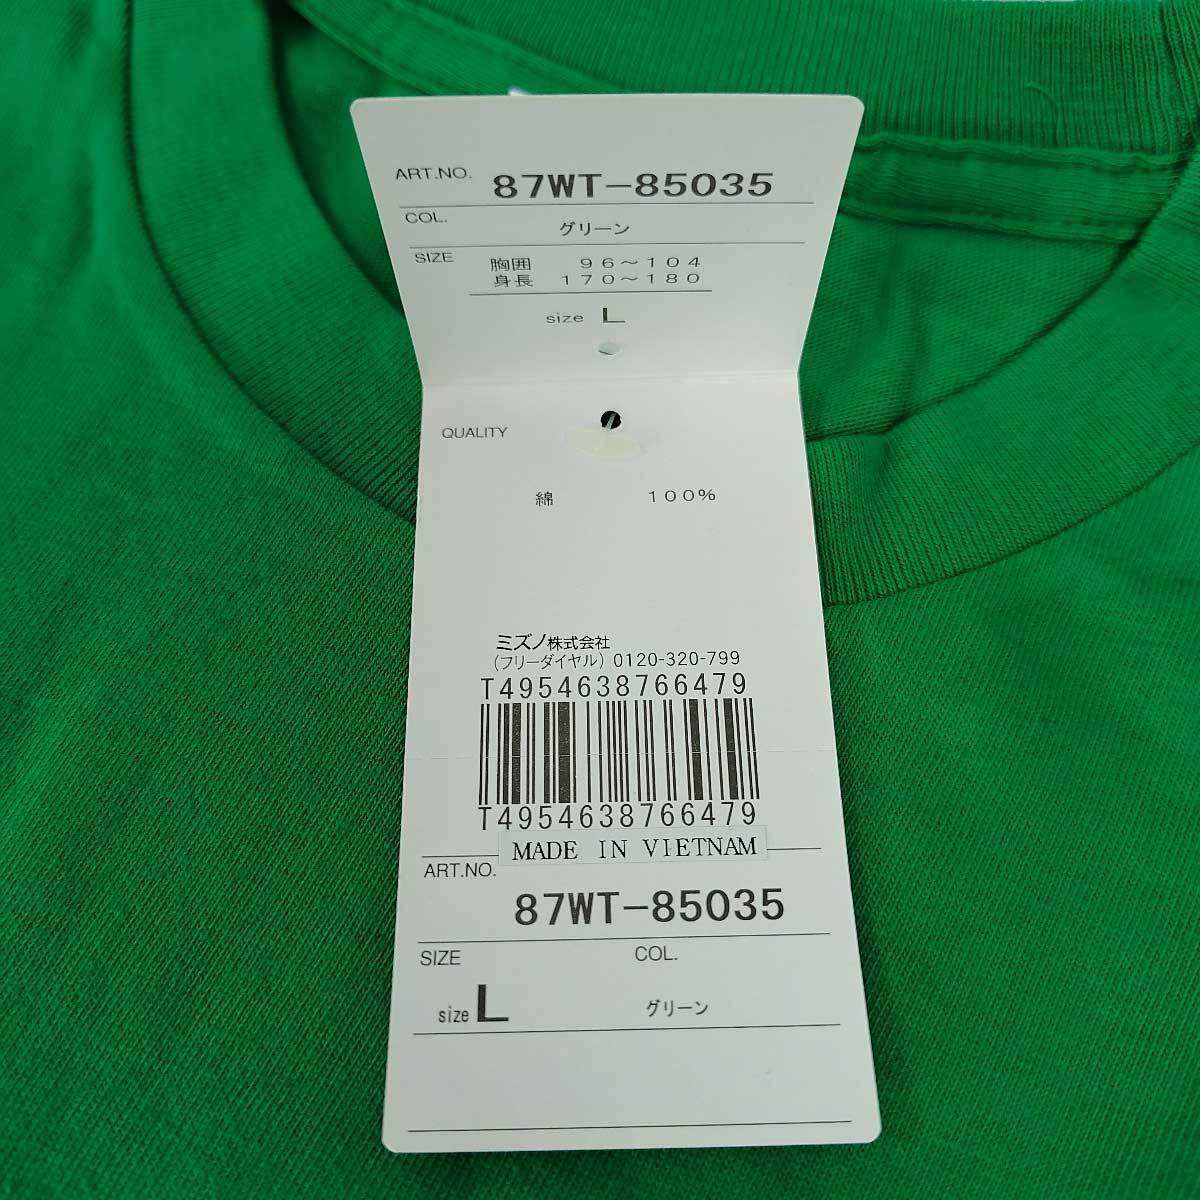 ART.NO. 87WT-85035
COL. グリーン
SIZE 胸囲 96～104
身長 170～180
size L
QUALITY
綿 100%
ミズノ株式会社
(フリーダイヤル) 0120-320-799
T4954638766479
T4954638766479
MADE IN VIETNAM
ART.NO.
87WT-85035
SIZE COL.
size L グリーン